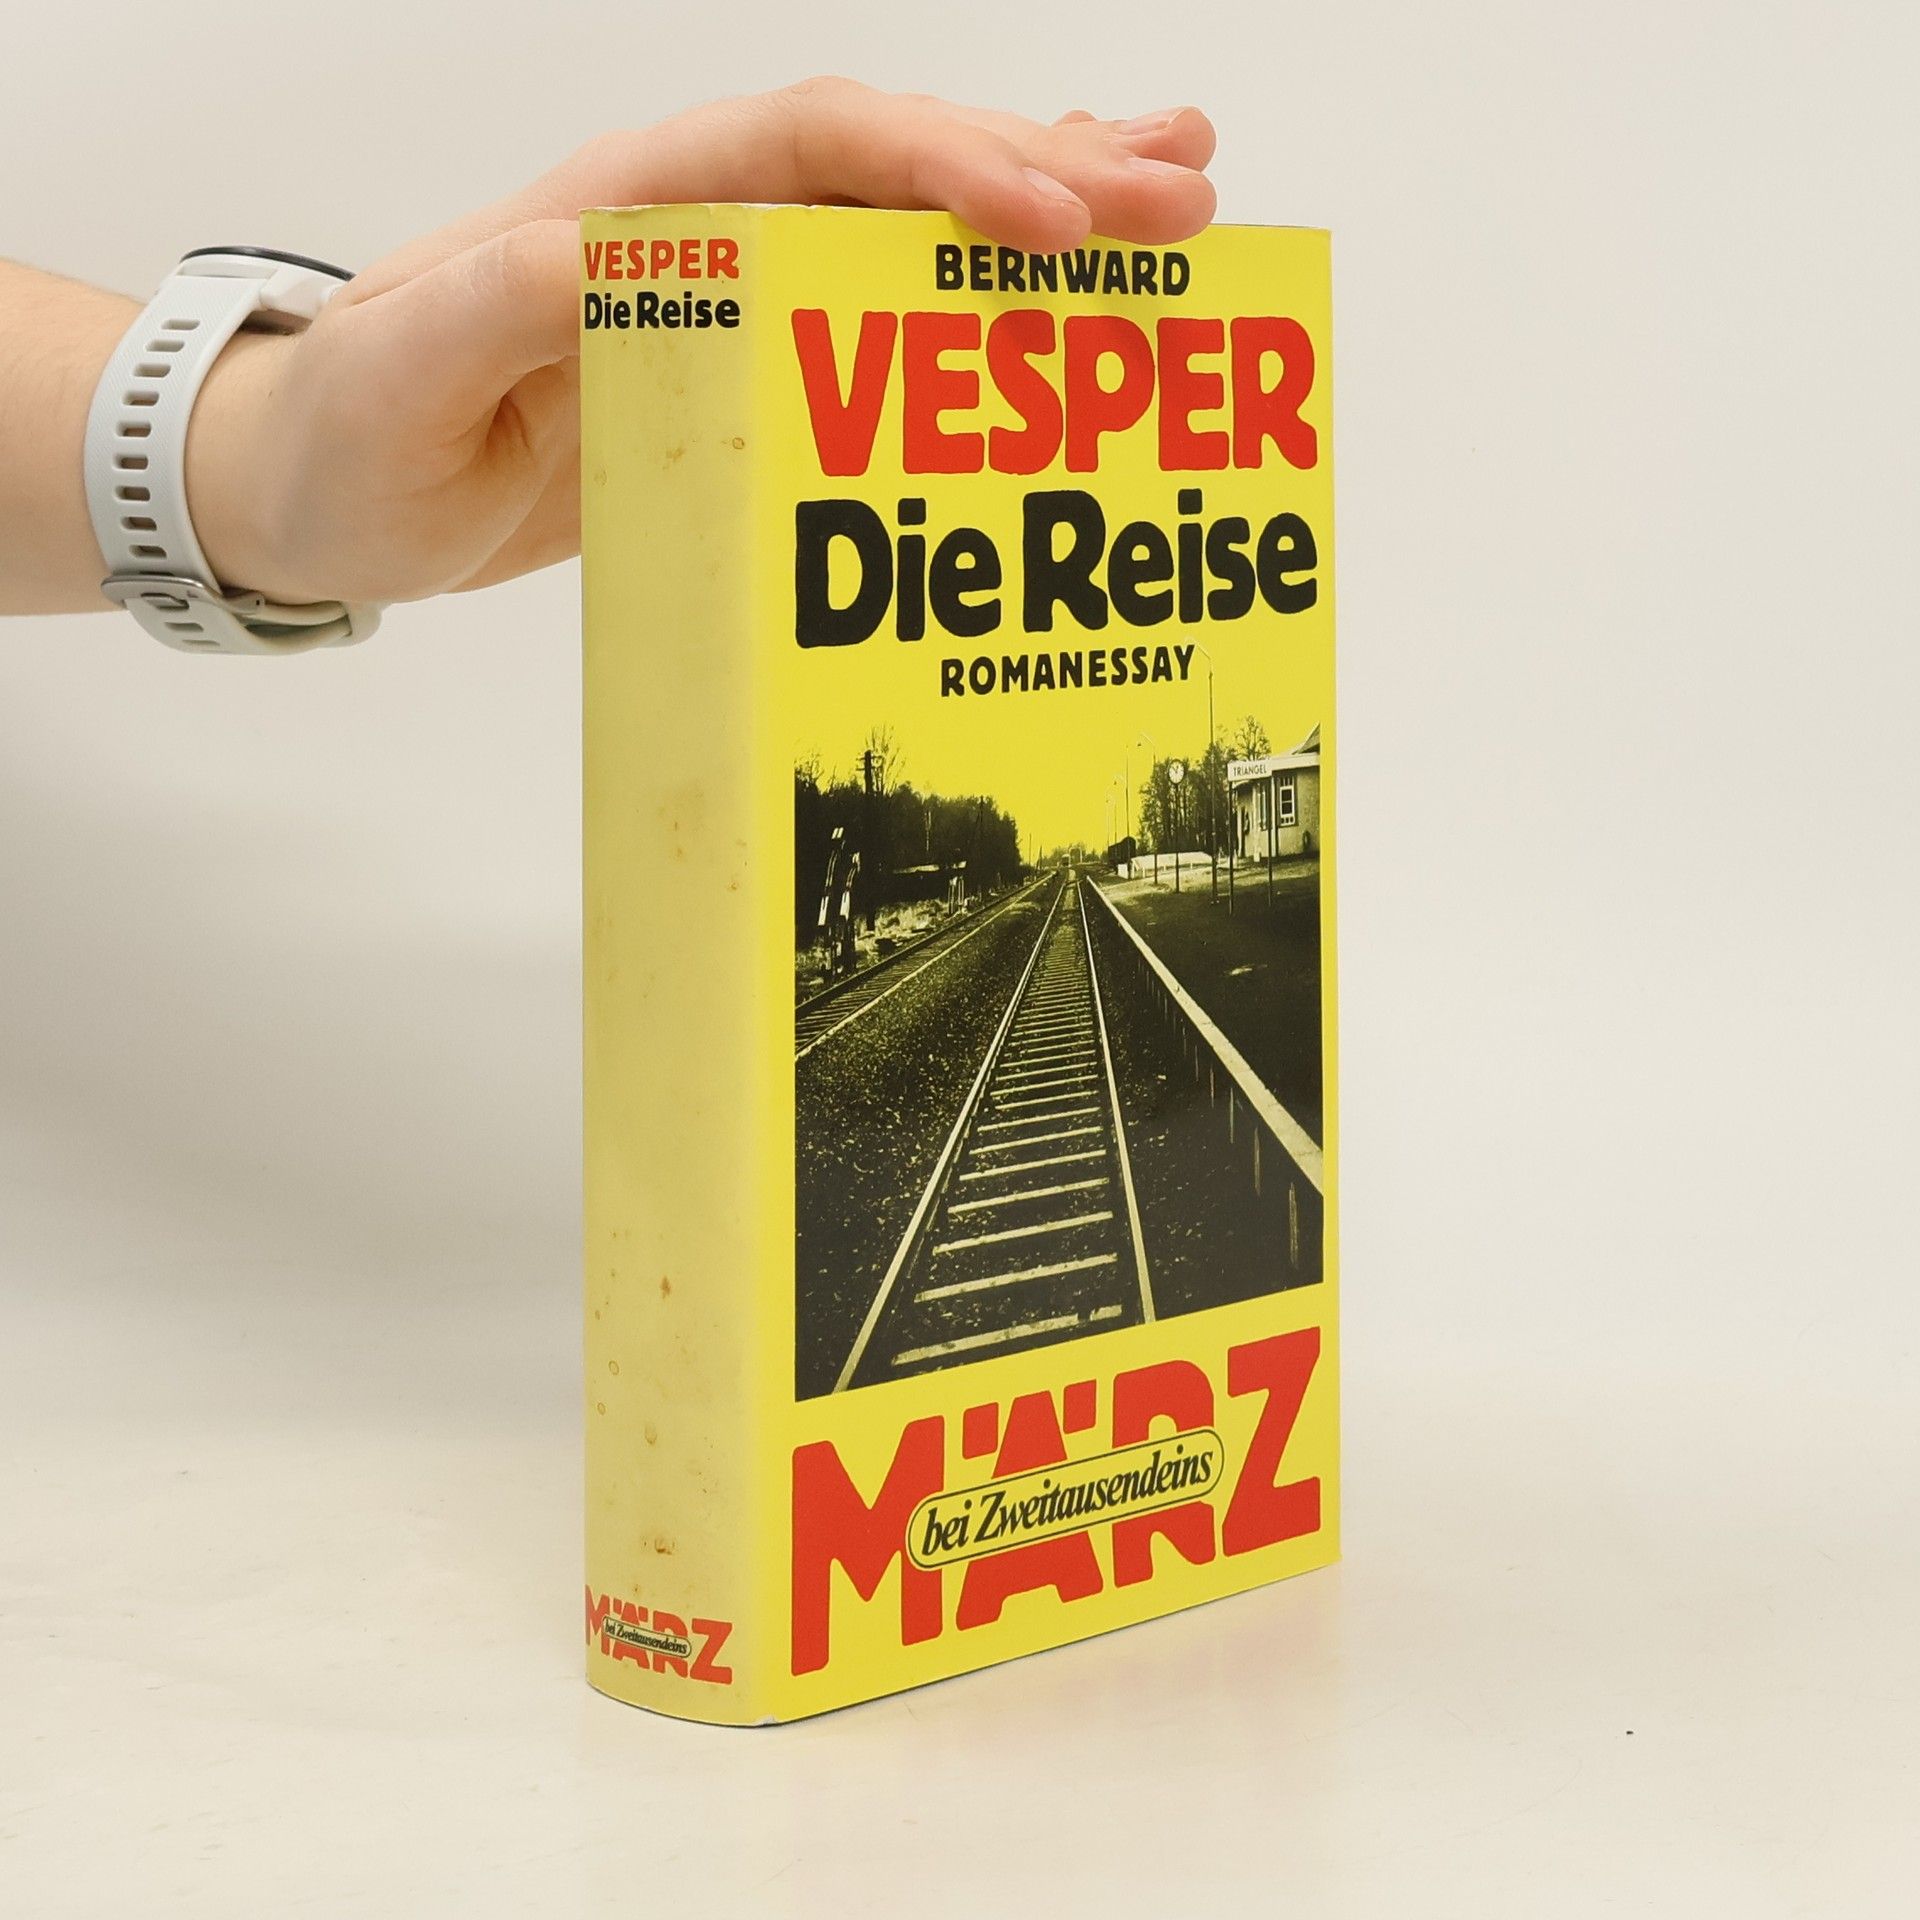 VESPER
Die Reise
MÄRZ
bei Zweitausendeins
BERNWARD
VESPER
Die Reise
ROMANESSAY
TRIANGEL
MÄRZ
bei Zweitausendeins